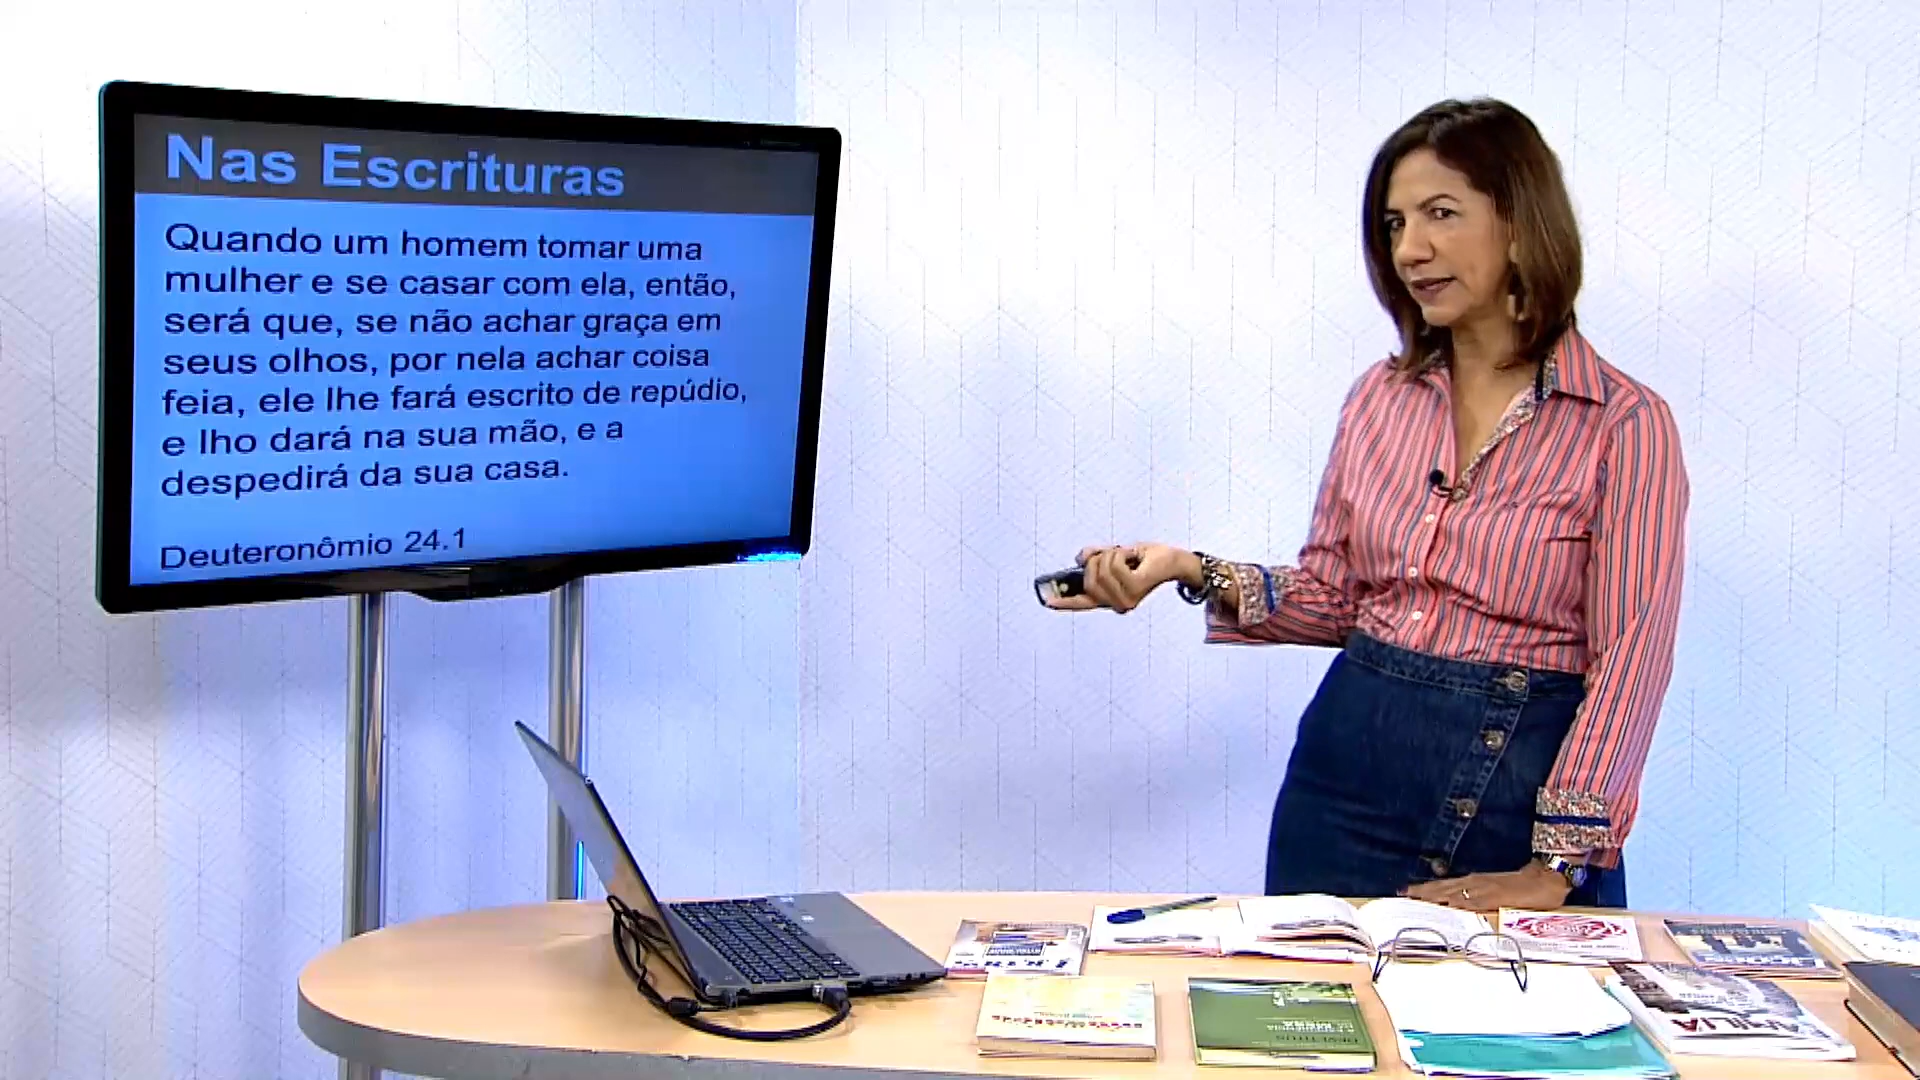 Nas Escrituras
Quando um homem tomar uma
mulher e se casar com ela, então,
será que, se não achar graça em
seus olhos, por nela achar coisa
feia, ele lhe fará escrito de repúdio,
e lho dará na sua mão, e a
despedirá da sua casa.
Deuteronômio 24.1